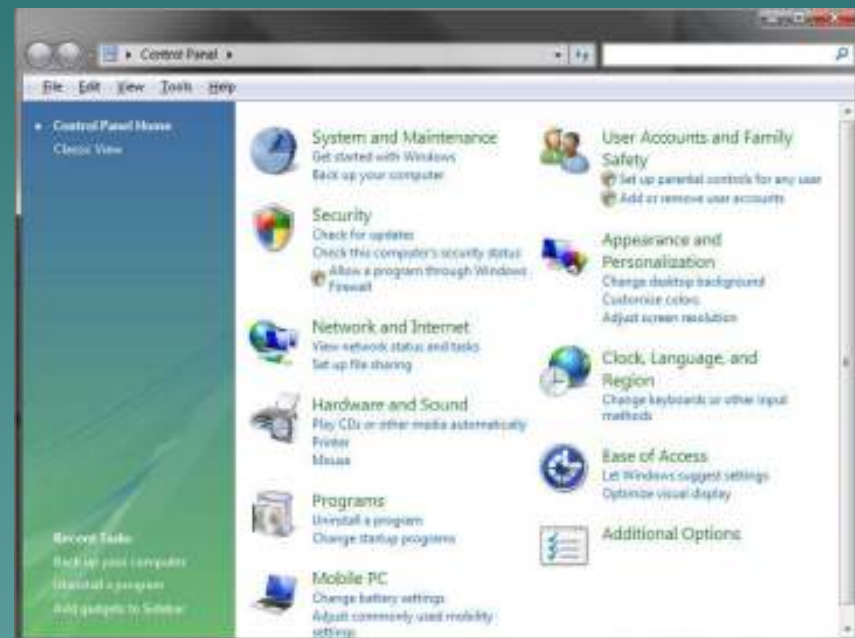 Control Panel
File Edit View Tools Help
Control Panel Home
Classic View
System and Maintenance
Get started with Windows
Back up your computer
Security
Check for updates
Check this computer's security status
Allow a program through Windows
Firewall
Network and Internet
View network status and tasks
Set up file sharing
Hardware and Sound
Play CDs or other media automatically
Printer
Mouse
Programs
Uninstall a program
Change startup programs
Mobile PC
Change battery settings
Adjust commonly used mobility
settings
User Accounts and Family
Safety
Set up parental controls for any user
Add or remove user accounts
Appearance and
Personalization
Change desktop background
Customize colors
Adjust screen resolution
Clock, Language, and
Region
Change keyboards or other input
methods
Ease of Access
Let Windows suggest settings
Optimize visual display
Additional Options
Recent Tasks
Back up your computer
Uninstall a program
Add gadgets to Sidebar